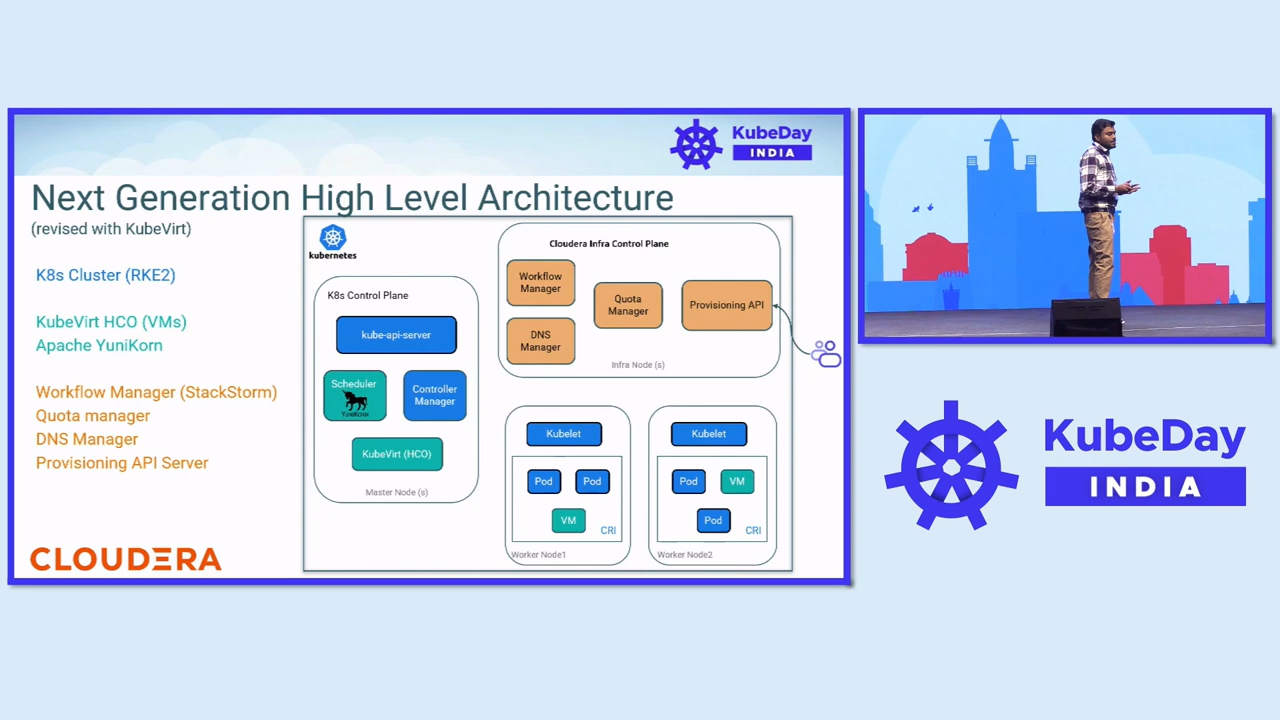 KubeDay
INDIA
Next Generation High Level Architecture
(revised with KubeVirt)
K8s Cluster (RKE2)
KubeVirt HCO (VMs)
Apache YuniKorn
Workflow Manager (StackStorm)
Quota manager
DNS Manager
Provisioning API Server
CLOUDERA
kubernetes
K8s Control Plane
kube-api-server
Scheduler
YUNIKORN
Controller
Manager
KubeVirt (HCO)
Master Node (s)
Cloudera Infra Control Plane
Workflow
Manager
DNS
Manager
Quota
Manager
Provisioning API
Infra Node (s)
Kubelet
Pod
Pod
VM
CRI
Worker Node1
Kubelet
Pod
VM
Pod
CRI
Worker Node2
KubeDay
INDIA